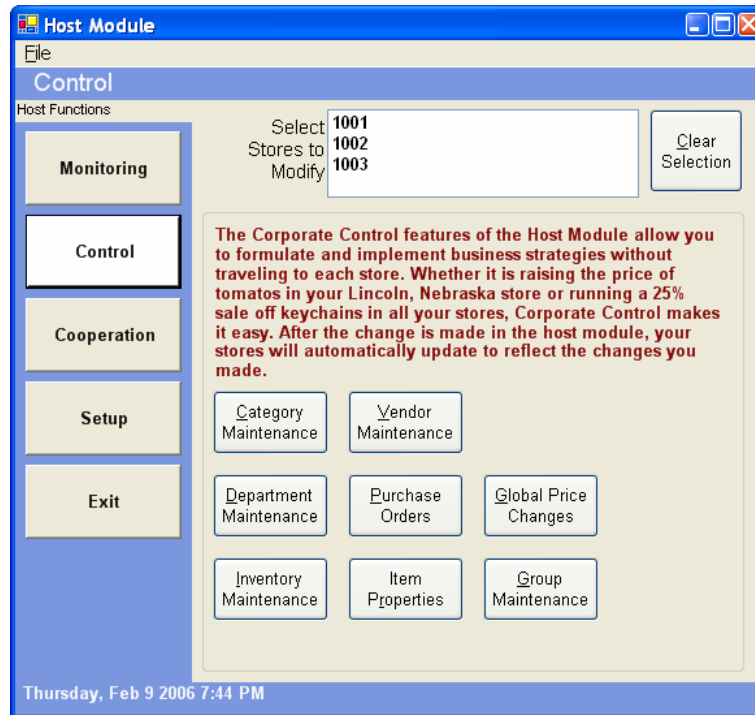 Host Module
File
Control
Host Functions
Monitoring
Control
Cooperation
Setup
Exit
Select
Stores to
Modify
1001
1002
1003
Clear
Selection
The Corporate Control features of the Host Module allow you
to formulate and implement business strategies without
traveling to each store. Whether it is raising the price of
tomatos in your Lincoln, Nebraska store or running a 25%
sale off keychains in all your stores, Corporate Control makes
it easy. After the change is made in the host module, your
stores will automatically update to reflect the changes you
made.
Category
Maintenance
Vendor
Maintenance
Department
Maintenance
Purchase
Orders
Global Price
Changes
Inventory
Maintenance
Item
Properties
Group
Maintenance
Thursday, Feb 9 2006 7:44 PM